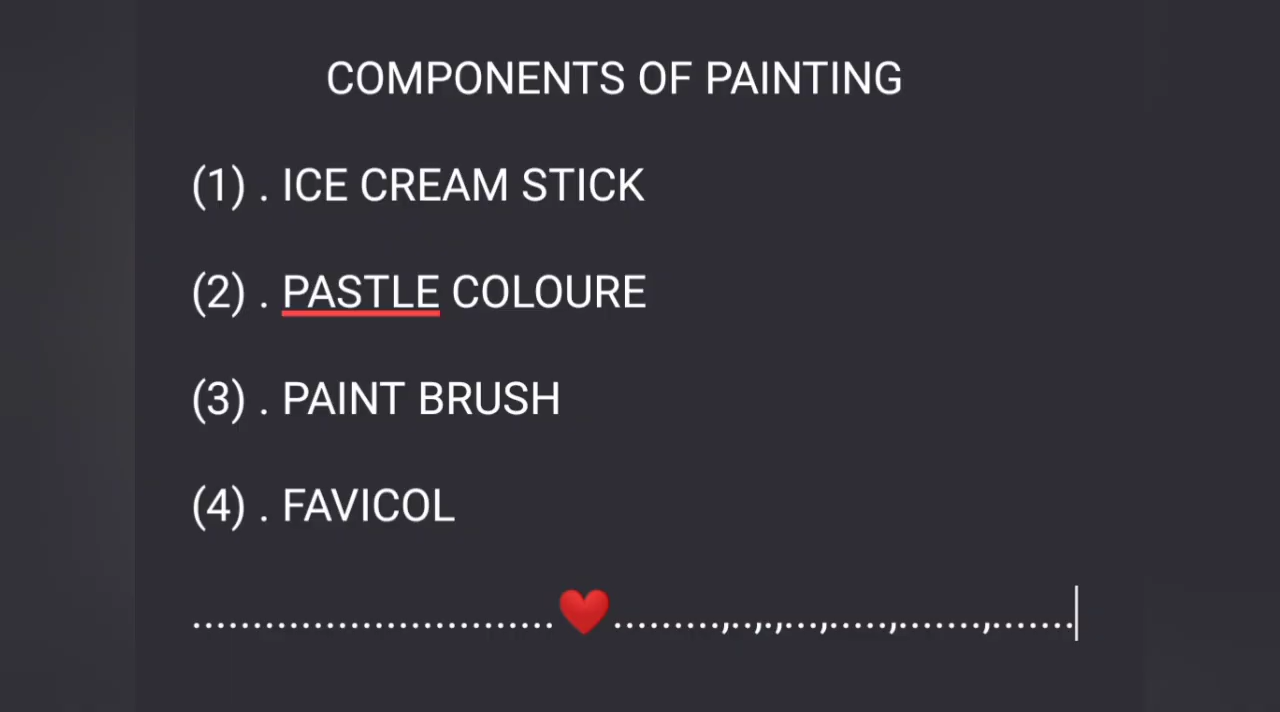 COMPONENTS OF PAINTING
(1) . ICE CREAM STICK
(2) . PASTLE COLOURE
(3) . PAINT BRUSH
(4) . FAVICOL
..............................❤️.........,..,.,...,.....,.......,.......